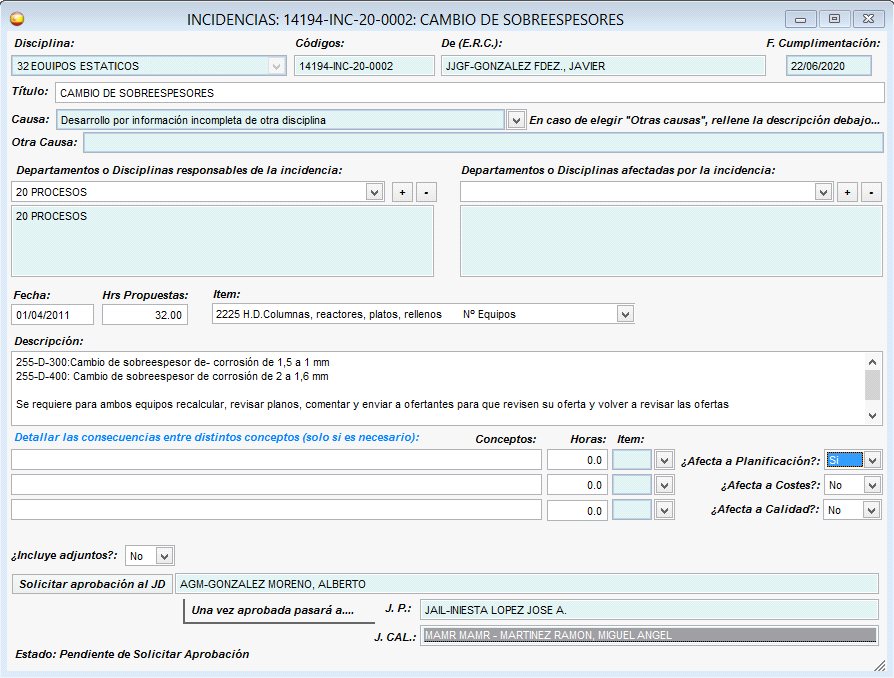 INCIDENCIAS: 14194-INC-20-0002: CAMBIO DE SOBREESPESORES
Disciplina: Códigos: De (E.R.C.): F. Cumplimentación:
32 EQUIPOS ESTATICOS 14194-INC-20-0002 JJGF-GONZALEZ FDEZ., JAVIER 22/06/2020
Título: CAMBIO DE SOBREESPESORES
Causa: Desarrollo por información incompleta de otra disciplina En caso de elegir "Otras causas", rellene la descripción debajo...
Otra Causa:
Departamentos o Disciplinas responsables de la incidencia: Departamentos o Disciplinas afectadas por la incidencia:
20 PROCESOS + - + -
20 PROCESOS
Fecha: Hrs Propuestas: Item:
01/04/2011 32.00 2225 H.D.Columnas, reactores, platos, rellenos Nº Equipos
Descripción:
255-D-300:Cambio de sobreespesor de- corrosión de 1,5 a 1 mm
255-D-400: Cambio de sobreespesor de corrosión de 2 a 1,6 mm
Se requiere para ambos equipos recalcular, revisar planos, comentar y enviar a ofertantes para que revisen su oferta y volver a revisar las ofertas
Detallar las consecuencias entre distintos conceptos (solo si es necesario): Conceptos: Horas: Item:
0.0 ¿Afecta a Planificación?: Si
0.0 ¿Afecta a Costes?: No
0.0 ¿Afecta a Calidad?: No
¿Incluye adjuntos?: No
Solicitar aprobación al JD AGM-GONZALEZ MORENO, ALBERTO
Una vez aprobada pasará a.... J. P.: JAIL-INIESTA LOPEZ JOSE A.
J. CAL.: MAMR MAMR - MARTINEZ RAMON, MIGUEL ANGEL
Estado: Pendiente de Solicitar Aprobación